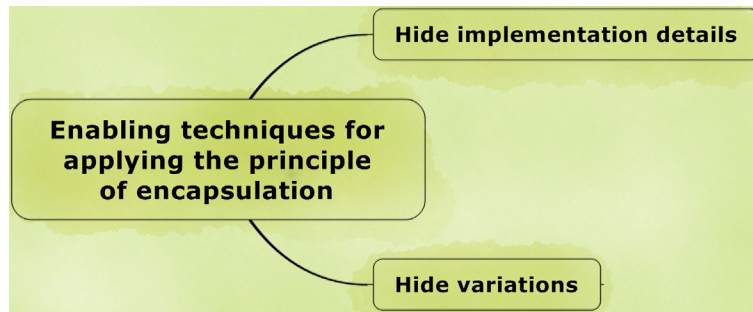 Hide implementation details
Enabling techniques for
applying the principle
of encapsulation
Hide variations